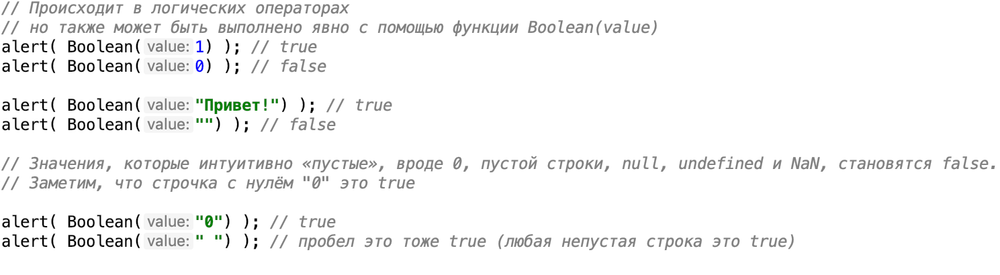 // Происходит в логических операторах
// но также может быть выполнено явно с помощью функции Boolean(value)
alert( Boolean( value: 1) ); // true
alert( Boolean( value: 0) ); // false
alert( Boolean( value: "Привет!") ); // true
alert( Boolean( value: "") ); // false
// Значения, которые интуитивно «пустые», вроде 0, пустой строки, null, undefined и NaN, становятся false.
// Заметим, что строчка с нулём "0" это true
alert( Boolean( value: "0") ); // true
alert( Boolean( value: " ") ); // пробел это тоже true (любая непустая строка это true)